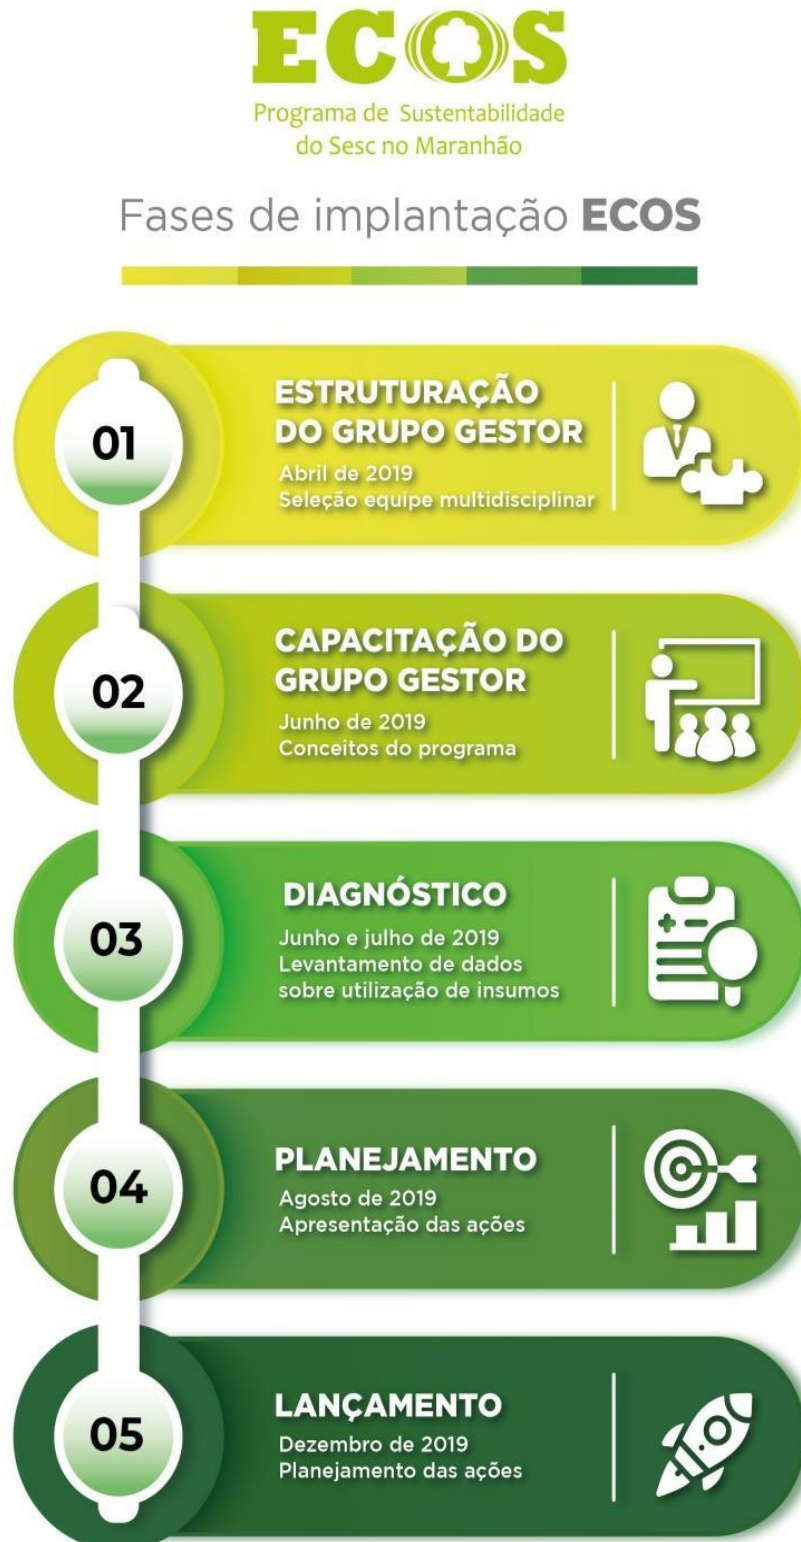 ECOS
Programa de Sustentabilidade
do Sesc no Maranhão
Fases de implantação ECOS
01
ESTRUTURAÇÃO
DO GRUPO GESTOR
Abril de 2019
Seleção equipe multidisciplinar
02
CAPACITAÇÃO DO
GRUPO GESTOR
Junho de 2019
Conceitos do programa
03
DIAGNÓSTICO
Junho e julho de 2019
Levantamento de dados
sobre utilização de insumos
04
PLANEJAMENTO
Agosto de 2019
Apresentação das ações
05
LANÇAMENTO
Dezembro de 2019
Planejamento das ações